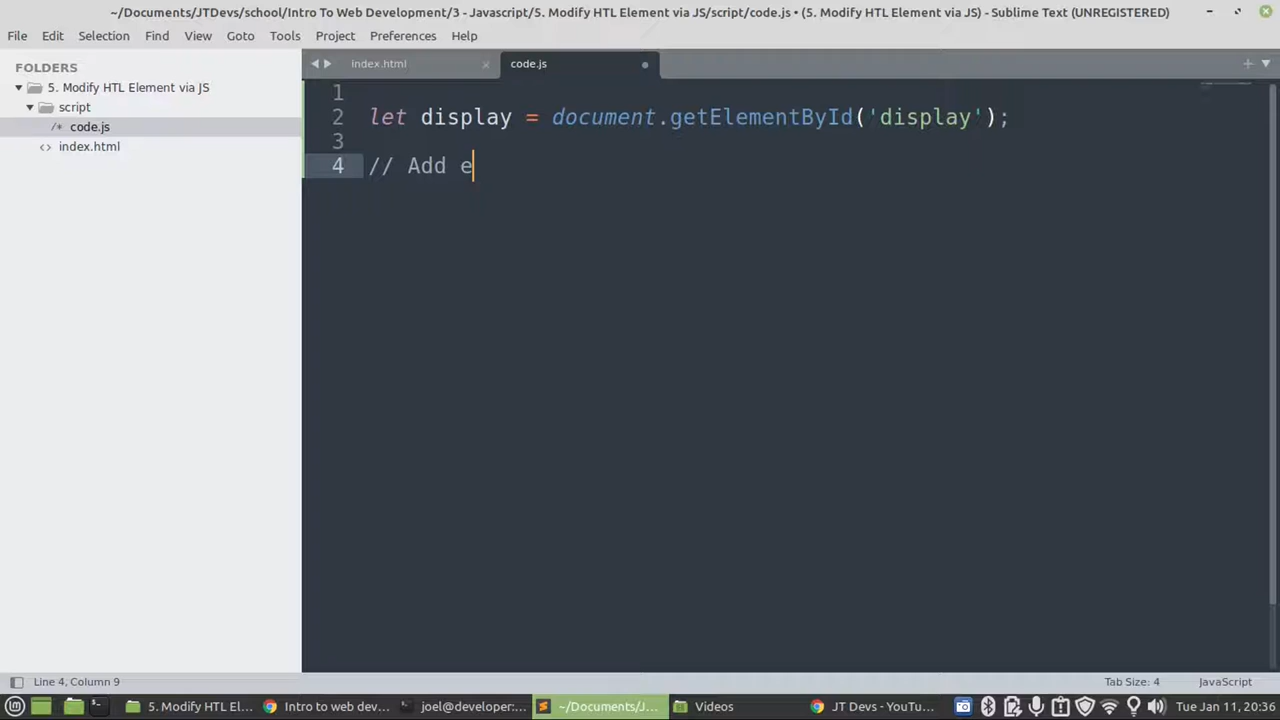 ~/Documents/JTDevs/school/Intro To Web Development/3 - Javascript/5. Modify HTL Element via JS/script/code.js • (5. Modify HTL Element via JS) - Sublime Text (UNREGISTERED)
File Edit Selection Find View Goto Tools Project Preferences Help
FOLDERS
5. Modify HTL Element via JS
script
/* code.js
<> index.html
index.html code.js
1
2 let display = document.getElementById('display');
3
4 // Add e
Line 4, Column 9 Tab Size: 4 JavaScript
5. Modify HTML El... Intro to web dev... joel@developer:... ~/Documents/J... Videos JT Devs - YouTu... Tue Jan 11, 20:36